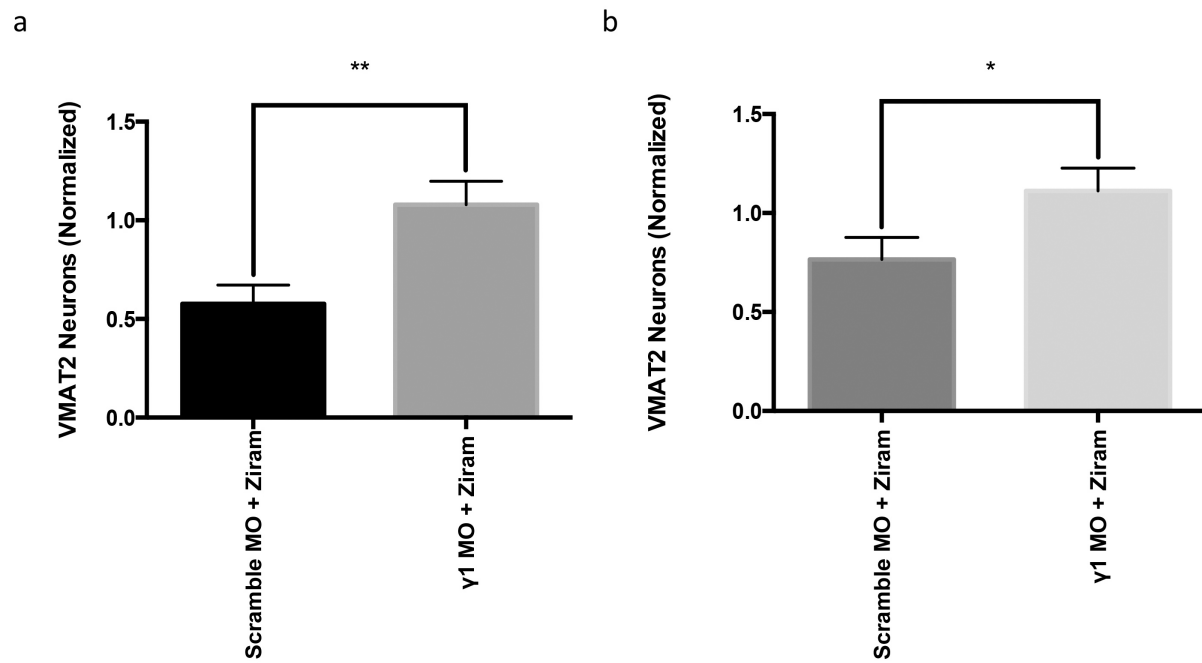 a
**
VMAT2 Neurons (Normalized)
1.5
1.0
0.5
0.0
Scramble MO + Ziram
γ1 MO + Ziram
b
*
VMAT2 Neurons (Normalized)
1.5
1.0
0.5
0.0
Scramble MO + Ziram
γ1 MO + Ziram